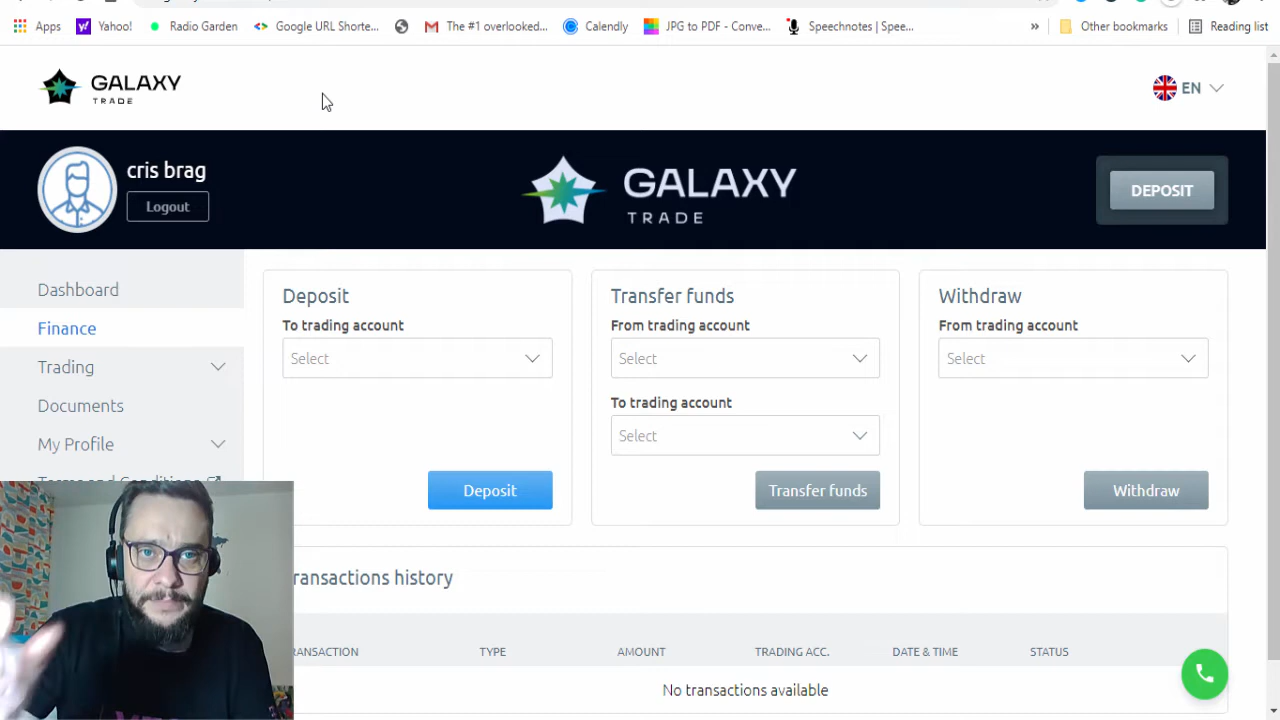 Apps
Yahoo!
Radio Garden
Google URL Shorte...
The #1 overlooked...
Calendly
JPG to PDF - Conve...
Speechnotes | Spee...
»
Other bookmarks
Reading list
GALAXY
TRADE
EN
cris brag
Logout
GALAXY
TRADE
DEPOSIT
Dashboard
Finance
Trading
Documents
My Profile
Terms and Conditions
Deposit
To trading account
Select
Deposit
Transfer funds
From trading account
Select
To trading account
Select
Transfer funds
Withdraw
From trading account
Select
Withdraw
ransactions history
RANSACTION
TYPE
AMOUNT
TRADING ACC.
DATE & TIME
STATUS
No transactions available